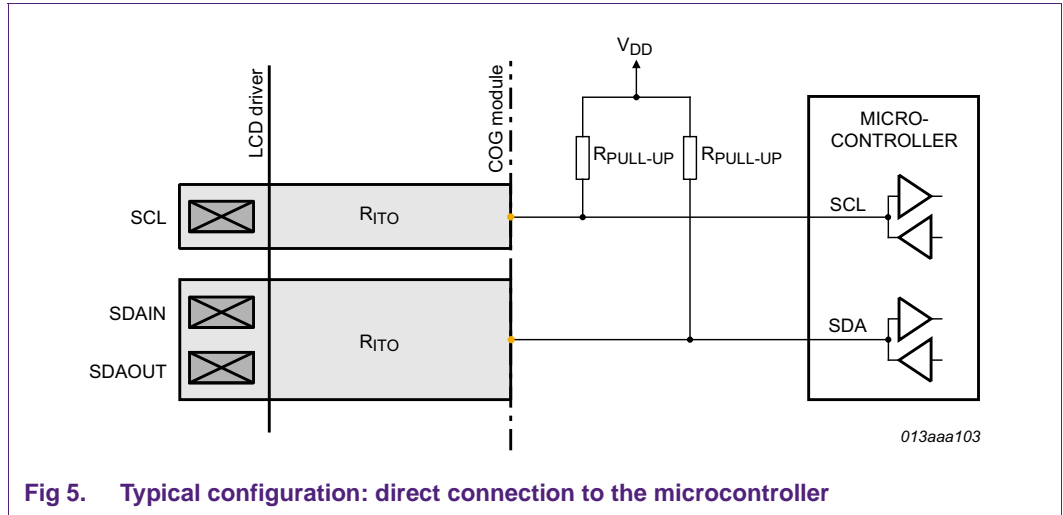 LCD driver
COG module
VDD
RPULL-UP
RPULL-UP
MICRO-
CONTROLLER
SCL
RITO
SCL
SDAIN
RITO
SDA
SDAOUT
013aaa103
Fig 5. Typical configuration: direct connection to the microcontroller